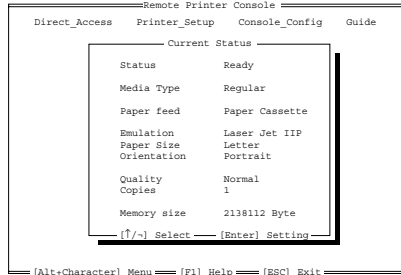 Remote Printer Console
Direct_Access Printer_Setup Console_Config Guide
Current Status
Status Ready
Media Type Regular
Paper feed Paper Cassette
Emulation Laser Jet IIP
Paper Size Letter
Orientation Portrait
Quality Normal
Copies 1
Memory size 2138112 Byte
[↑/¬] Select [Enter] Setting
[Alt+Character] Menu [F1] Help [ESC] Exit